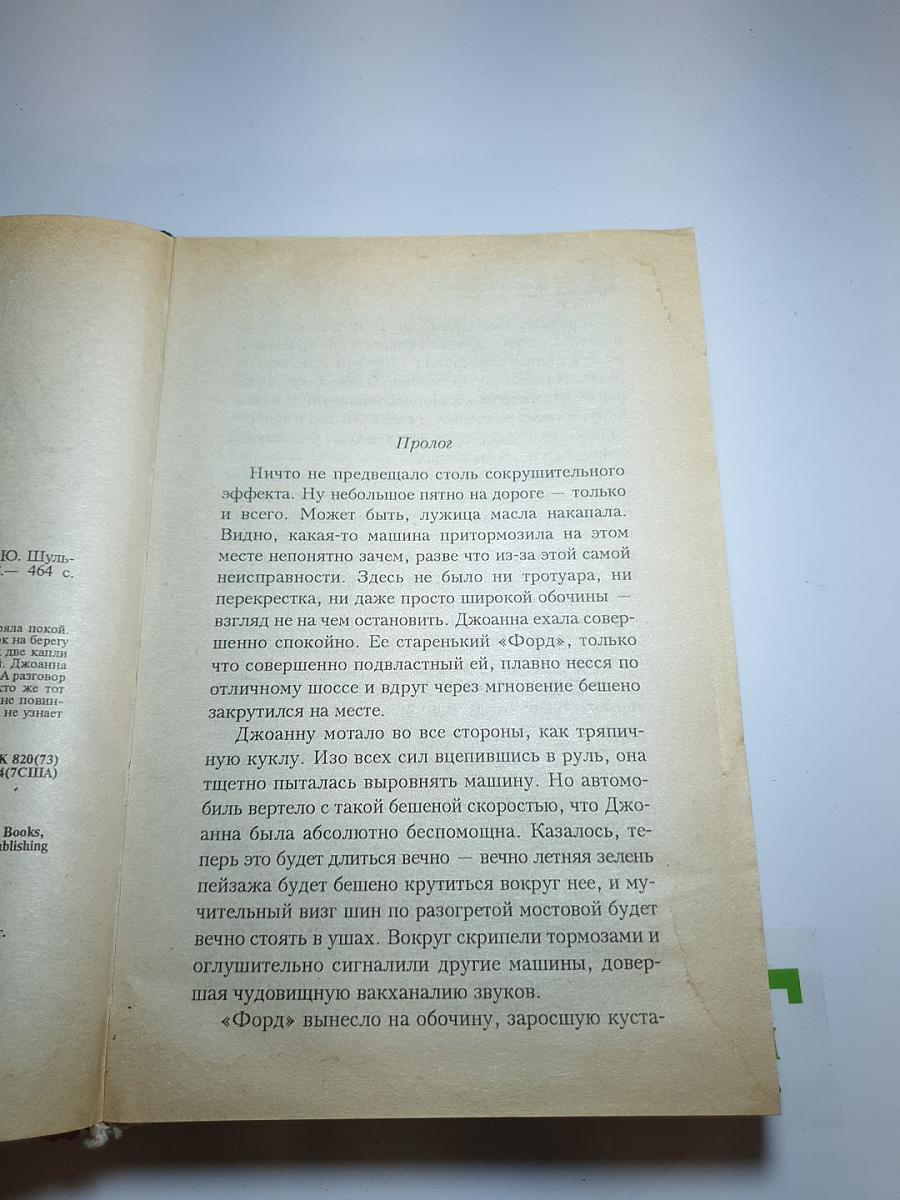 Ю. Шуль-
.— 464 с.
ряла покой.
ок на берегу
две капли
й. Джоанна
А разговор
кто же тот
не повин-
не узнает
К 820(73)
4(7США)
Books,
ublishing
г.
Пролог
Ничто не предвещало столь сокрушительного
эффекта. Ну небольшое пятно на дороге — только
и всего. Может быть, лужица масла накапала.
Видно, какая-то машина притормозила на этом
месте непонятно зачем, разве что из-за этой самой
неисправности. Здесь не было ни тротуара, ни
перекрестка, ни даже просто широкой обочины —
взгляд не на чем остановить. Джоанна ехала совер-
шенно спокойно. Ее старенький «Форд», только
что совершенно подвластный ей, плавно несся по
отличному шоссе и вдруг через мгновение бешено
закрутился на месте.
Джоанну мотало во все стороны, как тряпич-
ную куклу. Изо всех сил вцепившись в руль, она
тщетно пыталась выровнять машину. Но автомо-
биль вертело с такой бешеной скоростью, что Джо-
анна была абсолютно беспомощна. Казалось, те-
перь это будет длиться вечно — вечно летняя зелень
пейзажа будет бешено крутиться вокруг нее, и му-
чительный визг шин по разогретой мостовой будет
вечно стоять в ушах. Вокруг скрипели тормозами и
оглушительно сигналили другие машины, довер-
шая чудовищную вакханалию звуков.
«Форд» вынесло на обочину, заросшую куста-